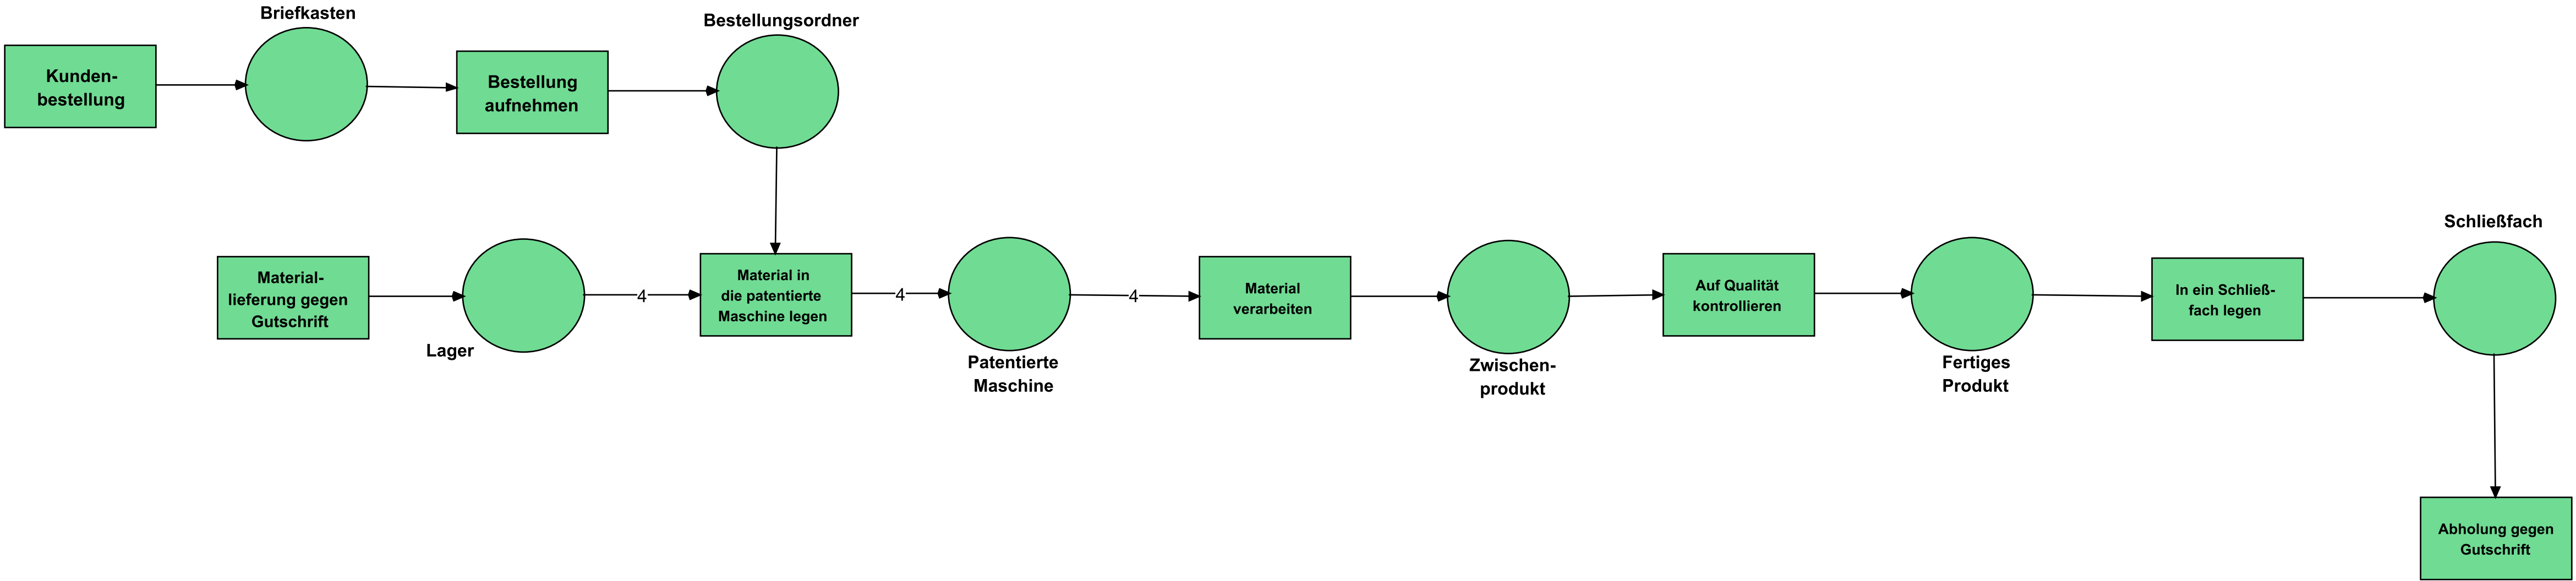 Briefkasten
Bestellungsordner
Kunden-
bestellung
Bestellung
aufnehmen
Material-
lieferung gegen
Gutschrift
Lager
4
Material in
die patentierte
Maschine legen
4
Patentierte
Maschine
4
Material
verarbeiten
Zwischen-
produkt
Auf Qualität
kontrollieren
Fertiges
Produkt
In ein Schließ-
fach legen
Schließfach
Abholung gegen
Gutschrift